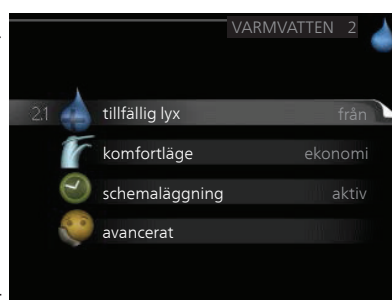 VARMVATTEN 2
2.1 tillfällig lyx från
komfortläge ekonomi
schemaläggning aktiv
avancerat